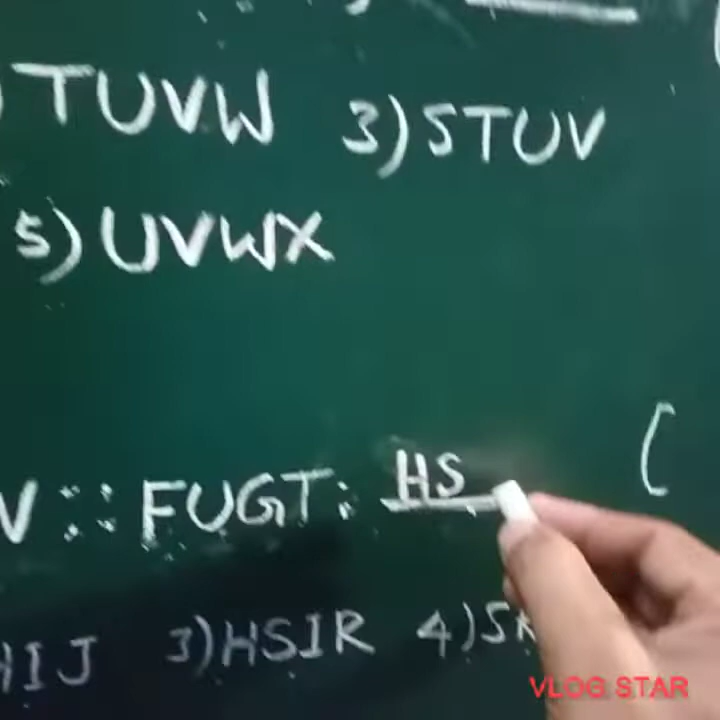 TUVW 3) STUV
5) UVWX
V :: FUGT: HS (
HIJ 3) HSIR 4) S
VLOG STAR